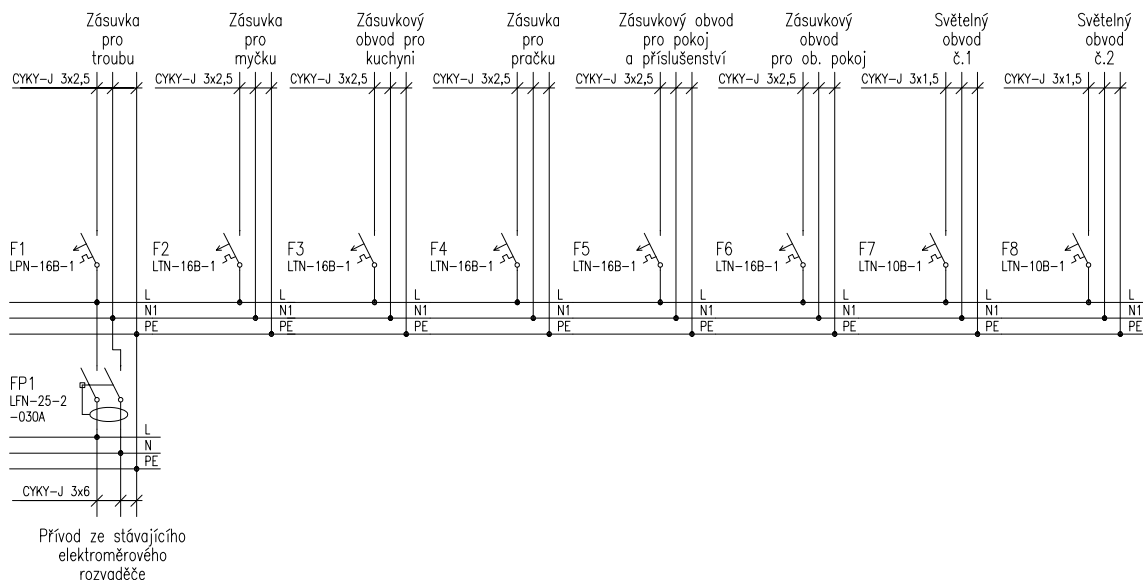 Zásuvka
pro
troubu
Zásuvka
pro
myčku
Zásuvkový
obvod pro
kuchyni
Zásuvka
pro
pračku
Zásuvkový obvod
pro pokoj
a příslušenství
Zásuvkový
obvod
pro ob. pokoj
Světelný
obvod
č.1
Světelný
obvod
č.2
CYKY-J 3x2,5
CYKY-J 3x2,5
CYKY-J 3x2,5
CYKY-J 3x2,5
CYKY-J 3x2,5
CYKY-J 3x2,5
CYKY-J 3x1,5
CYKY-J 3x1,5
F1
LPN-16B-1
F2
LTN-16B-1
F3
LTN-16B-1
F4
LTN-16B-1
F5
LTN-16B-1
F6
LTN-16B-1
F7
LTN-10B-1
F8
LTN-10B-1
L
N1
PE
L
N1
PE
L
N1
PE
L
N1
PE
L
N1
PE
L
N1
PE
L
N1
PE
L
N1
PE
FP1
LFN-25-2
-030A
L
N
PE
CYKY-J 3x6
Přívod ze stávajícího
elektroměrového
rozvaděče